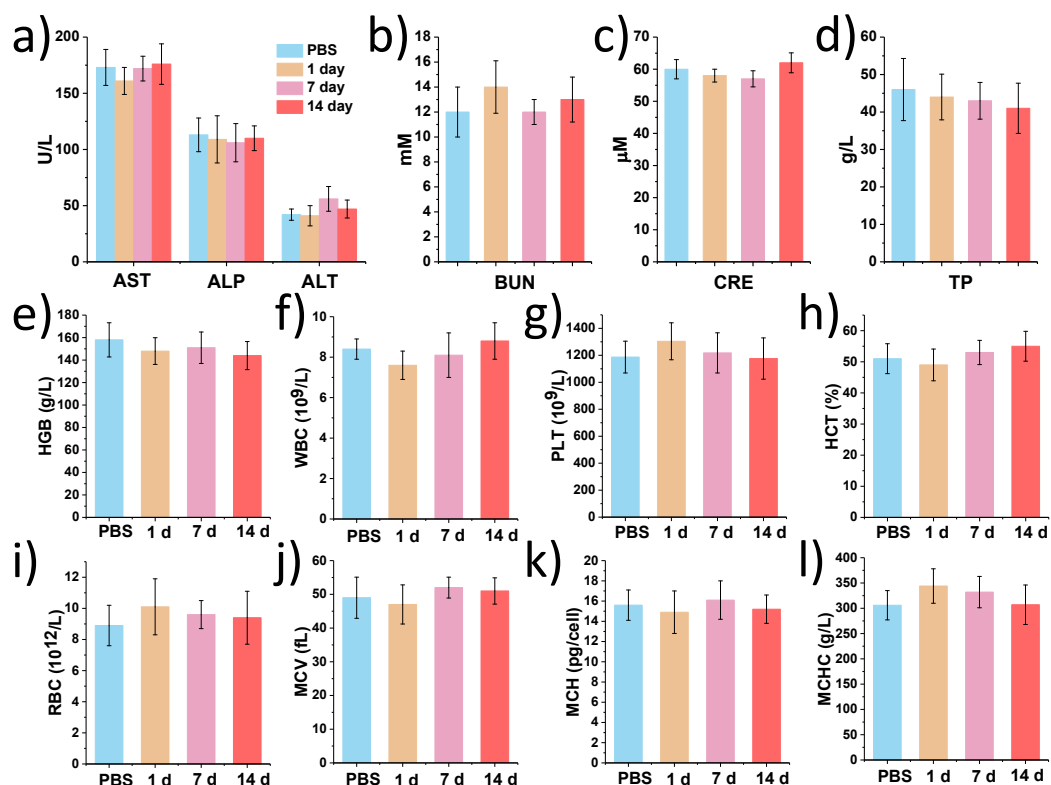 a)
200
150
100
50
0
U/L
PBS
1 day
7 day
14 day
AST ALP ALT
b)
14
16
18
12
10
8
6
4
2
0
mM
BUN
c)
70
60
50
40
30
20
10
0
μM
CRE
d)
60
50
40
30
20
10
0
g/L
TP
e)
180
160
140
120
100
80
60
40
20
0
HGB (g/L)
PBS 1 d 7 d 14 d
f)
10
8
6
4
2
0
WBC (10⁹/L)
PBS 1 d 7 d 14 d
g)
1400
1200
1000
800
600
400
200
0
PLT (10⁹/L)
PBS 1 d 7 d 14 d
h)
60
50
40
30
20
10
0
HCT (%)
PBS 1 d 7 d 14 d
i)
12
10
8
6
4
2
0
RBC (10¹²/L)
PBS 1 d 7 d 14 d
j)
60
50
40
30
20
10
0
MCV (fL)
PBS 1 d 7 d 14 d
k)
20
18
16
14
12
10
8
6
4
2
0
MCH (pg/cell)
PBS 1 d 7 d 14 d
l)
400
350
300
250
200
150
100
50
0
MCHC (g/L)
PBS 1 d 7 d 14 d